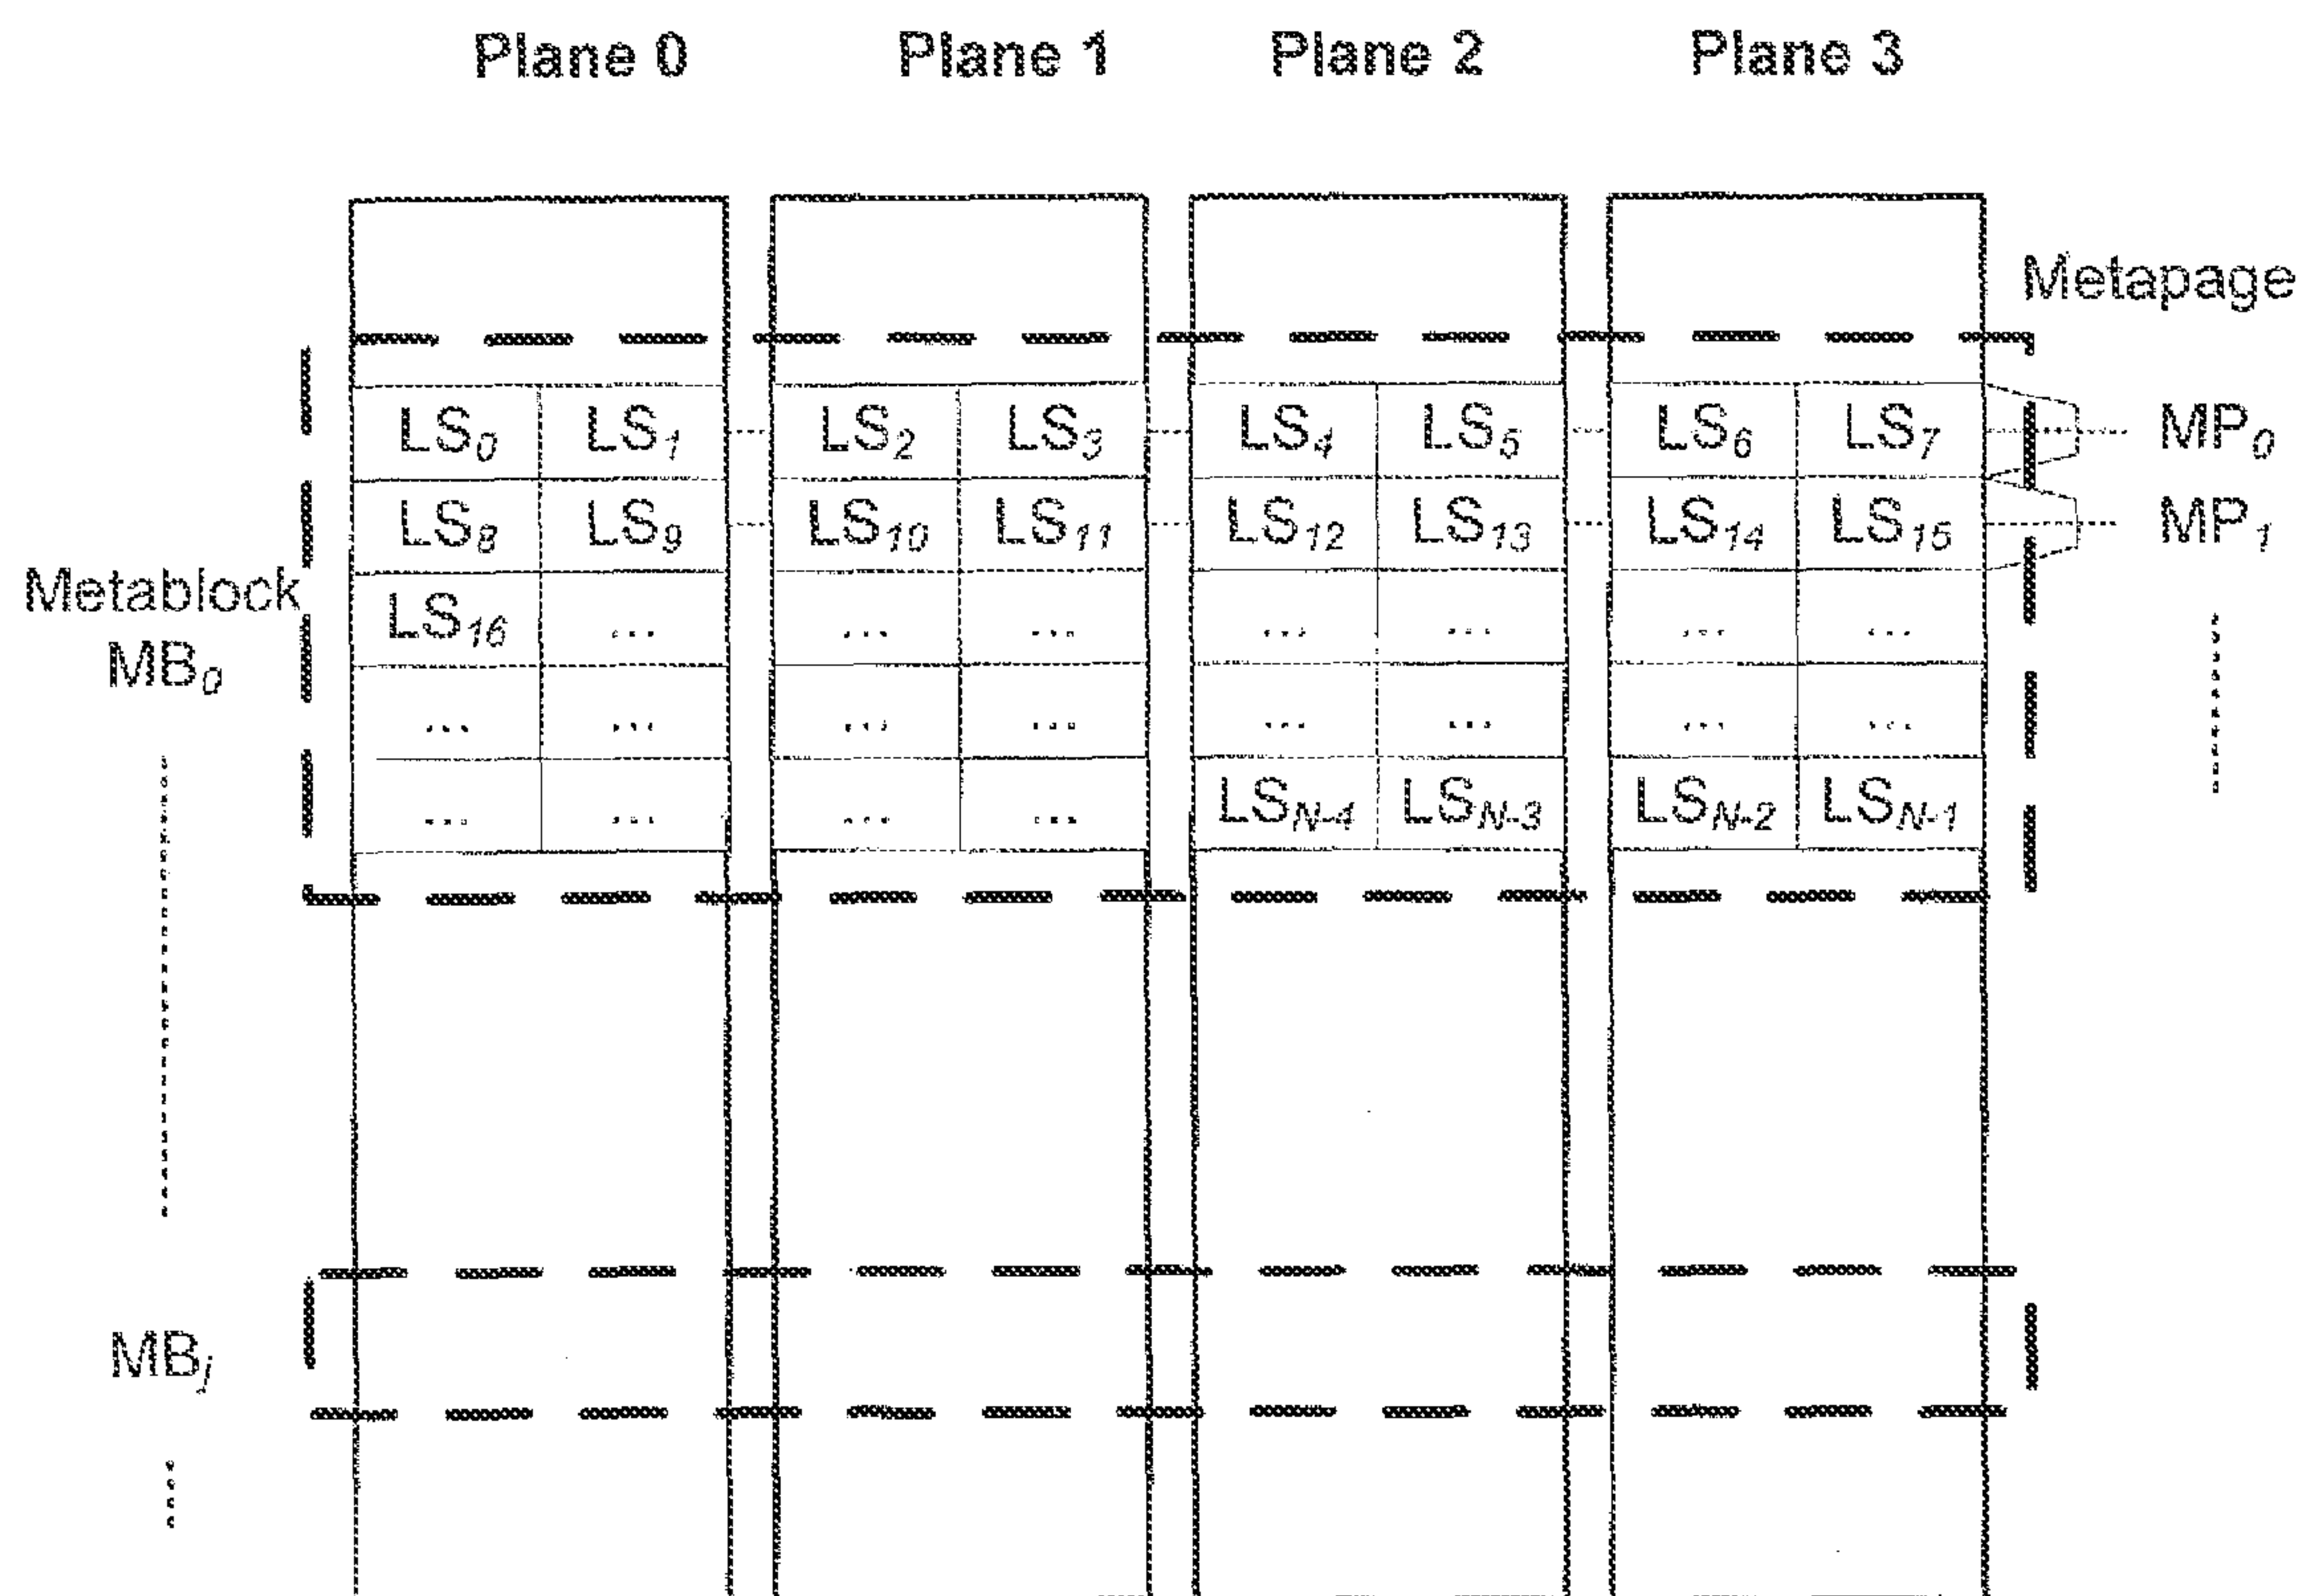 Plane 0 Plane 1 Plane 2 Plane 3
Metapage
LS0 LS1 LS2 LS3 LS4 LS5 LS6 LS7 MP0
LS8 LS9 LS10 LS11 LS12 LS13 LS14 LS15 MP1
Metablock
LS16 ... ... ... ... ... ... ...
MB0
... ... ... ... ... ... ... ...
... ... ... ... LSN-4 LSN-3 LSN-2 LSN-1
MBj